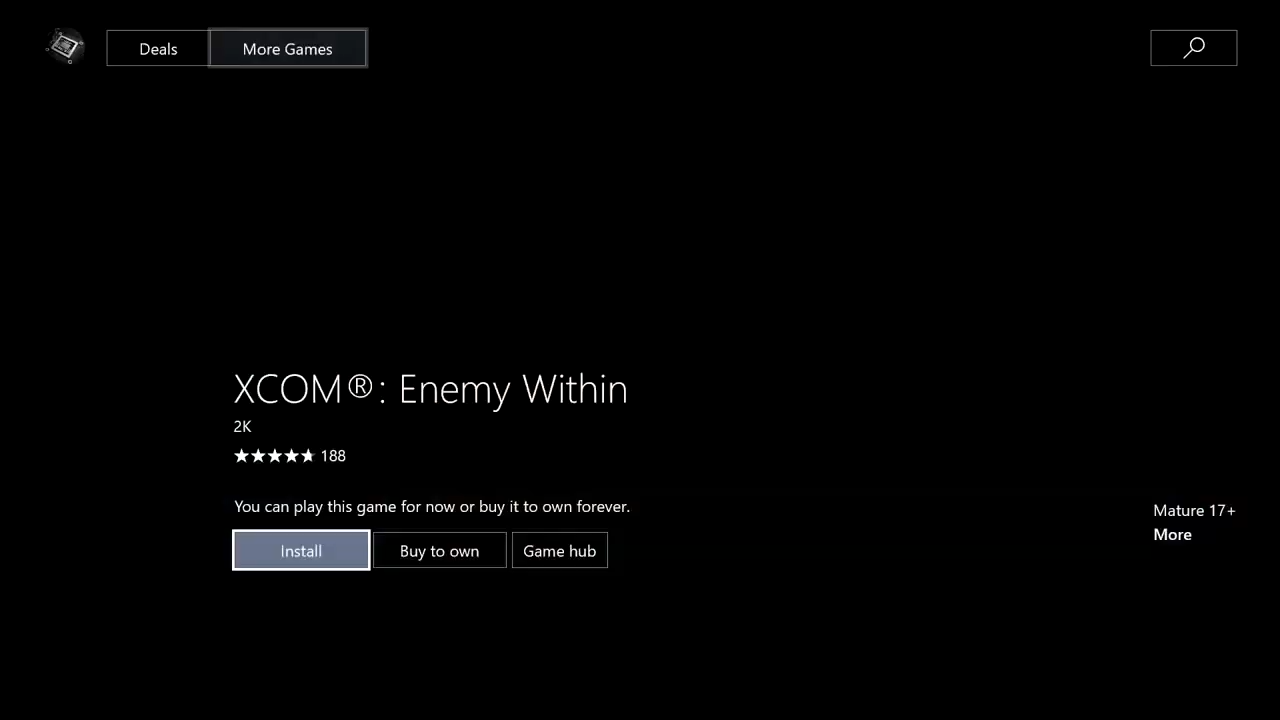 Deals
More Games
XCOM®: Enemy Within
2K
188
You can play this game for now or buy it to own forever.
Install
Buy to own
Game hub
Mature 17+
More